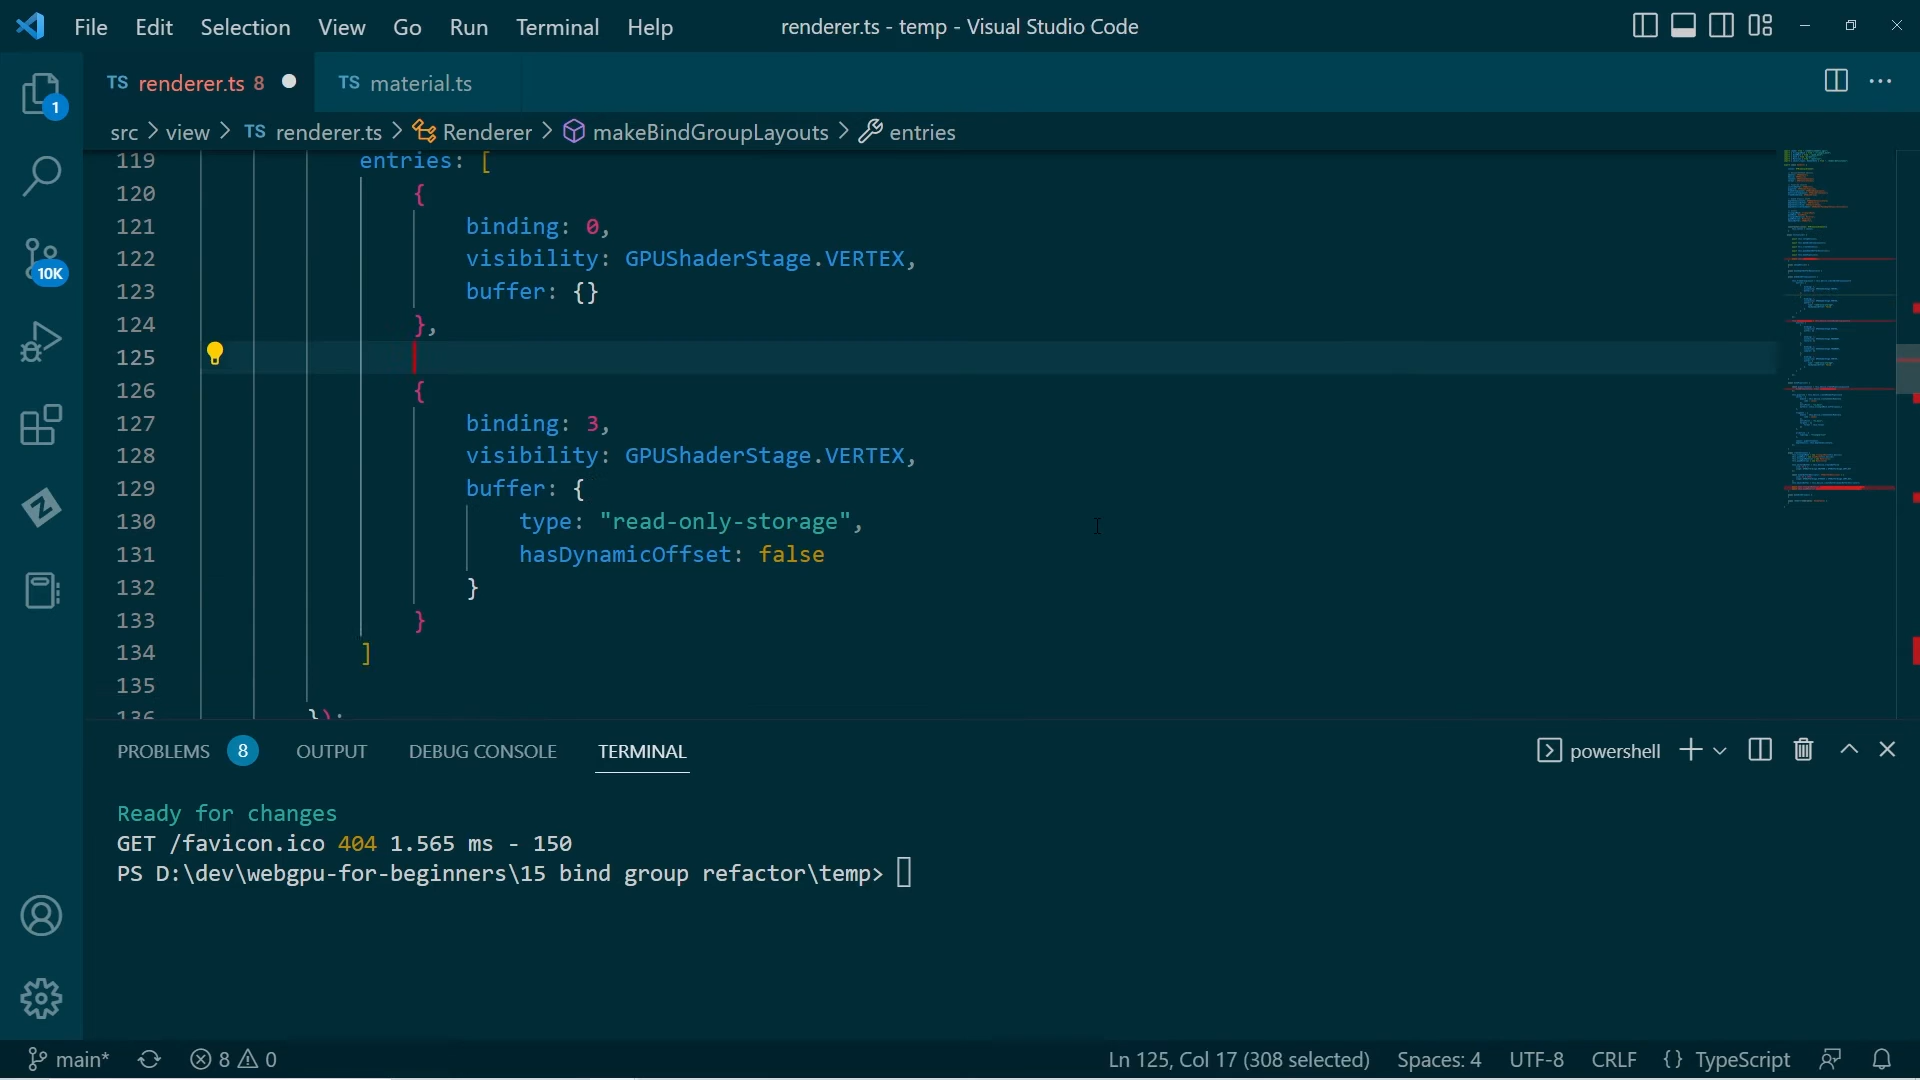 File Edit Selection View Go Run Terminal Help renderer.ts - temp - Visual Studio Code
1
10K
TS renderer.ts 8 TS material.ts
src > view > TS renderer.ts > Renderer > makeBindGroupLayouts > entries
119 entries: [
120 {
121 binding: 0,
122 visibility: GPUShaderStage.VERTEX,
123 buffer: {}
124 },
125
126 {
127 binding: 3,
128 visibility: GPUShaderStage.VERTEX,
129 buffer: {
130 type: "read-only-storage",
131 hasDynamicOffset: false
132 }
133 }
134 ]
135
136 });
PROBLEMS 8 OUTPUT DEBUG CONSOLE TERMINAL powershell
Ready for changes
GET /favicon.ico 404 1.565 ms - 150
PS D:\dev\webgpu-for-beginners\15 bind group refactor\temp>
main* 8 0 Ln 125, Col 17 (308 selected) Spaces: 4 UTF-8 CRLF {} TypeScript